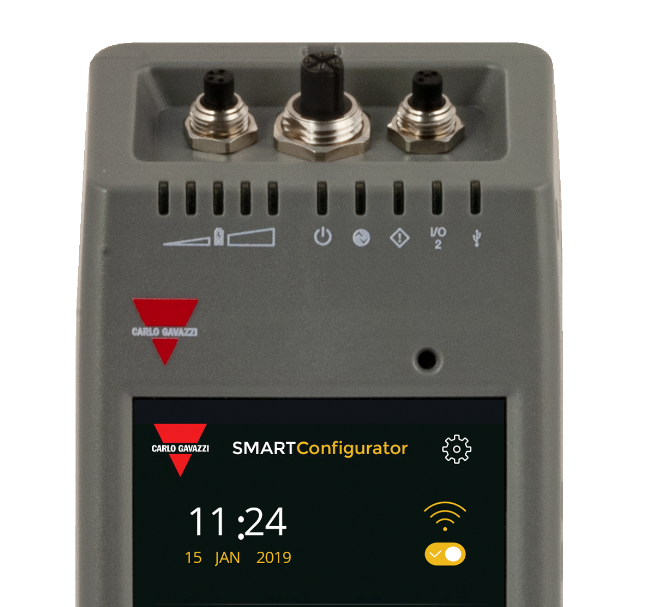 I/O
2
CARLO GAVAZZI
CARLO GAVAZZI
SMARTConfigurator
11:24
15 JAN 2019